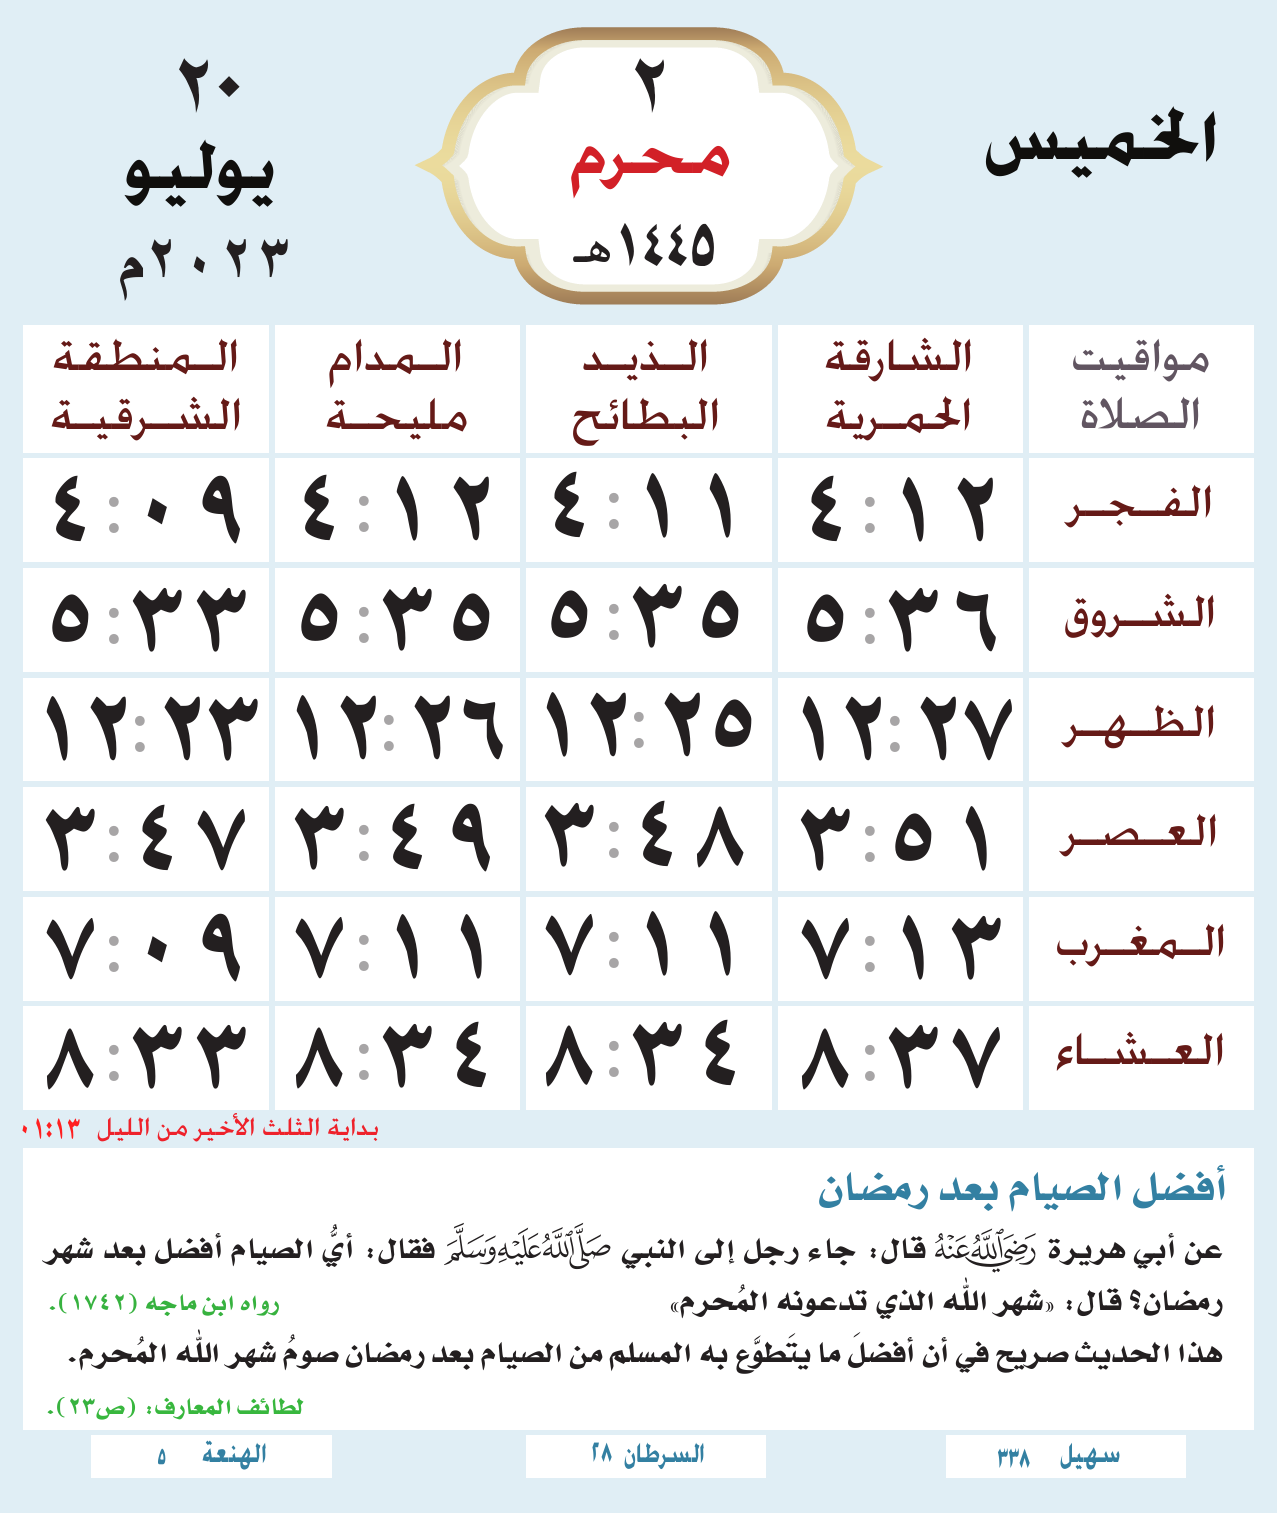 الخميس
٢
محرم
١٤٤٥هـ
٢٠
يوليو
٢٠٢٣م
مواقيت الصلاة
الشارقة الحمرية
الذيد البطائح
المدام مليحة
المنطقة الشرقية
الفجر ٤:١٢ ٤:١١ ٤:١٢ ٤:٠٩
الشروق ٥:٣٦ ٥:٣٥ ٥:٣٥ ٥:٣٣
الظهر ١٢:٢٧ ١٢:٢٥ ١٢:٢٦ ١٢:٢٣
العصر ٣:٥١ ٣:٤٨ ٣:٤٩ ٣:٤٧
المغرب ٧:١٣ ٧:١١ ٧:١١ ٧:٠٩
العشاء ٨:٣٧ ٨:٣٤ ٨:٣٤ ٨:٣٣
بداية الثلث الأخير من الليل ٠١:١٣
أفضل الصيام بعد رمضان
عن أبي هريرة رَضِيَ اللَّهُ عَنْهُ قال: جاء رجل إلى النبي صَلَّى اللَّهُ عَلَيْهِ وَسَلَّمَ فقال: أيُّ الصيام أفضل بعد شهر
رمضان؟ قال: «شهر الله الذي تدعونه المُحرم» رواه ابن ماجه (١٧٤٢).
هذا الحديث صريح في أن أفضلَ ما يتَطوَّع به المسلم من الصيام بعد رمضان صومُ شهر الله المُحرم.
لطائف المعارف: (ص٢٣).
سهيل ٣٣٨
السرطان ٢٨
الهنعة ٥